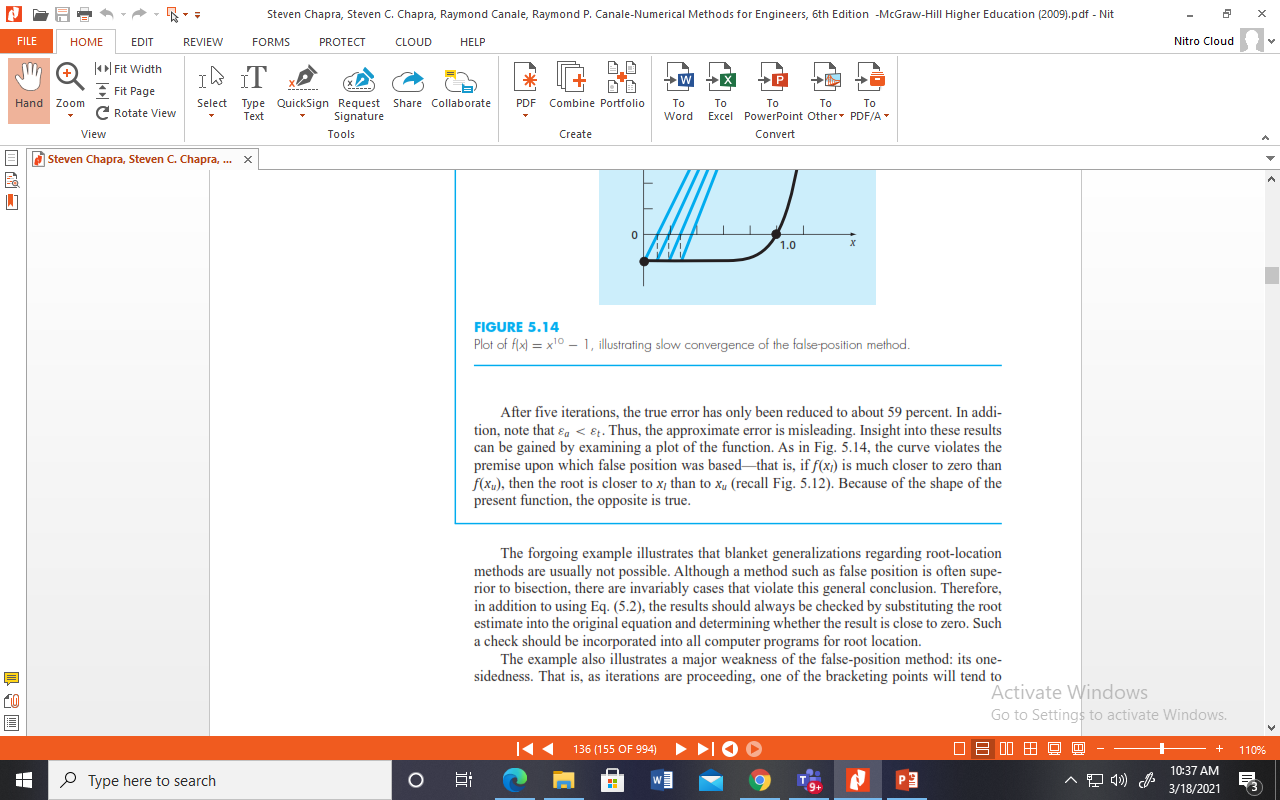 Steven Chapra, Steven C. Chapra, Raymond Canale, Raymond P. Canale-Numerical Methods for Engineers, 6th Edition -McGraw-Hill Higher Education (2009).pdf - Nit
FILE HOME EDIT REVIEW FORMS PROTECT CLOUD HELP
Nitro Cloud
Hand
Zoom
Fit Width
Fit Page
Rotate View
View
Select
Type Text
QuickSign
Request Signature
Share
Collaborate
Tools
PDF
Combine
Portfolio
Create
To Word
To Excel
To PowerPoint
To Other
To PDF/A
Convert
Steven Chapra, Steven C. Chapra, ...
0
1.0
x
FIGURE 5.14
Plot of f(x) = x¹⁰ − 1, illustrating slow convergence of the false-position method.
After five iterations, the true error has only been reduced to about 59 percent. In addi-
tion, note that εₐ < εₜ. Thus, the approximate error is misleading. Insight into these results
can be gained by examining a plot of the function. As in Fig. 5.14, the curve violates the
premise upon which false position was based—that is, if f(xₗ) is much closer to zero than
f(xᵤ), then the root is closer to xₗ than to xᵤ (recall Fig. 5.12). Because of the shape of the
present function, the opposite is true.
The forgoing example illustrates that blanket generalizations regarding root-location
methods are usually not possible. Although a method such as false position is often supe-
rior to bisection, there are invariably cases that violate this general conclusion. Therefore,
in addition to using Eq. (5.2), the results should always be checked by substituting the root
estimate into the original equation and determining whether the result is close to zero. Such
a check should be incorporated into all computer programs for root location.
The example also illustrates a major weakness of the false-position method: its one-
sidedness. That is, as iterations are proceeding, one of the bracketing points will tend to
Activate Windows
Go to Settings to activate Windows.
136 (155 OF 994)
110%
Type here to search
9+
10:37 AM
3/18/2021
3